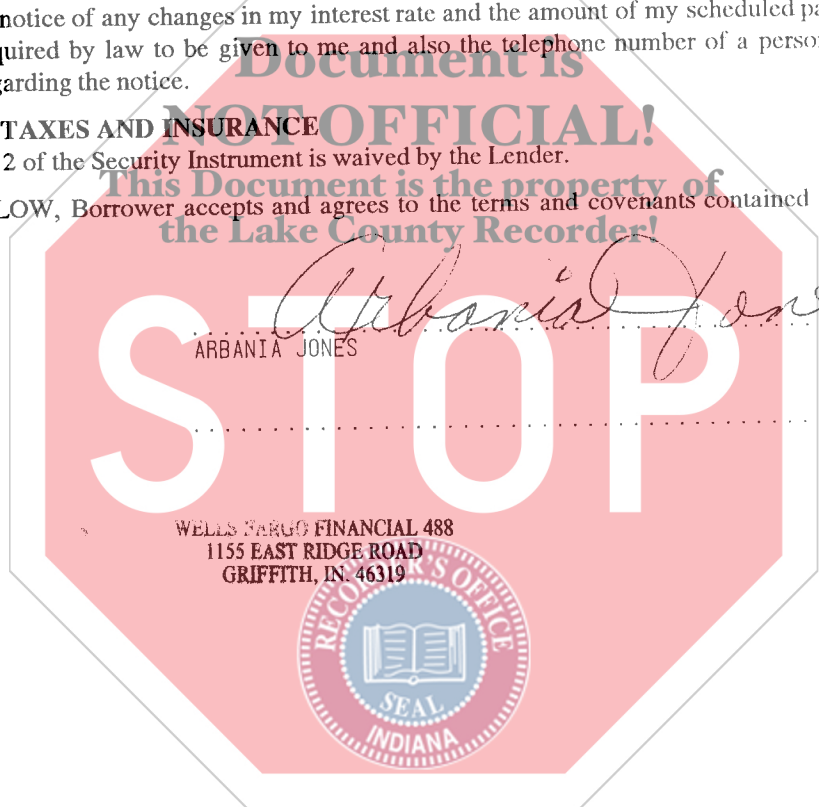 notice of any changes in my interest rate and the amount of my scheduled pa
quired by law to be given to me and also the telephone number of a perso
garding the notice.
Document is
NOT OFFICIAL!
This Document is the property of
the Lake County Recorder!
TAXES AND INSURANCE
2 of the Security Instrument is waived by the Lender.
LOW, Borrower accepts and agrees to the terms and covenants contained
Arbania Jon
ARBANIA JONES
STOP
WELLS FARGO FINANCIAL 488
1155 EAST RIDGE ROAD
GRIFFITH, IN. 46319
RECORDER'S OFFICE
SEAL
INDIANA